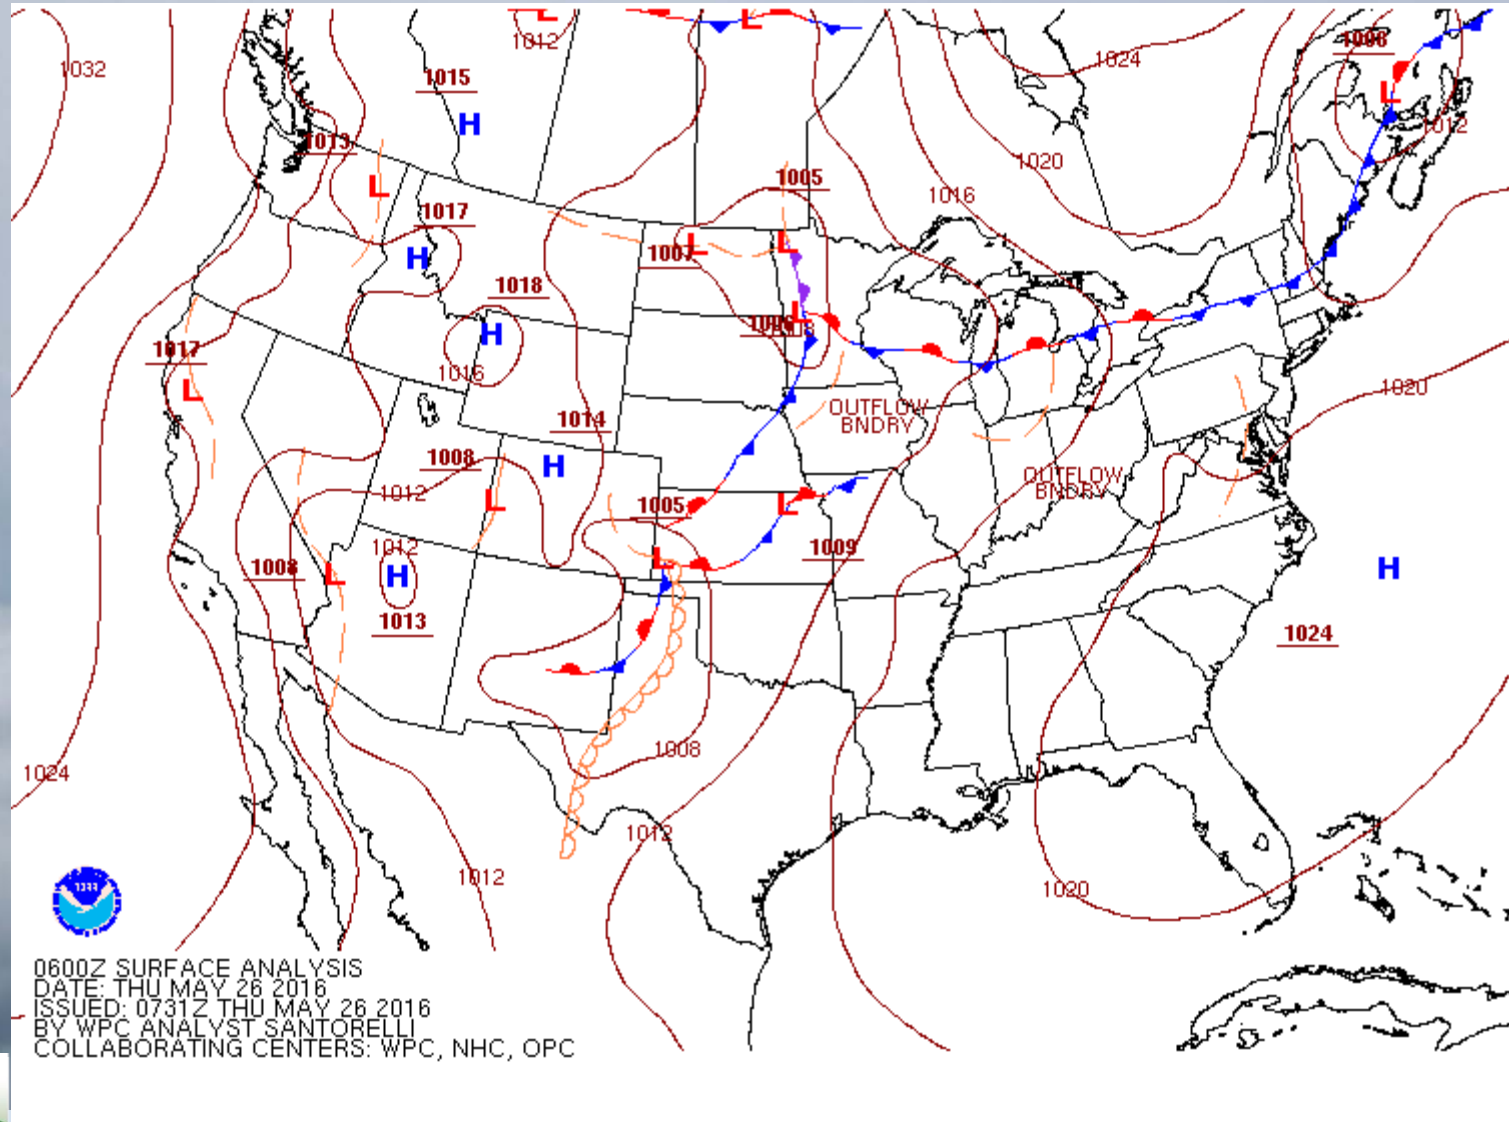 1032
1012
1015
H
L
L
1024
1008
L
1012
1013
L
1020
1016
1005
1017
H
1007
L
L
1018
H
1016
L
1017
L
1014
H
1008
L
1012
OUTFLOW
BNDRY
1020
OUTFLOW
BNDRY
1005
L
L
1009
1012
H
1013
1008
L
H
1024
1008
1024
1012
1012
1020
0600Z SURFACE ANALYSIS
DATE: THU MAY 26 2016
ISSUED: 0731Z THU MAY 26 2016
BY WPC ANALYST SANTORELLI
COLLABORATING CENTERS: WPC, NHC, OPC